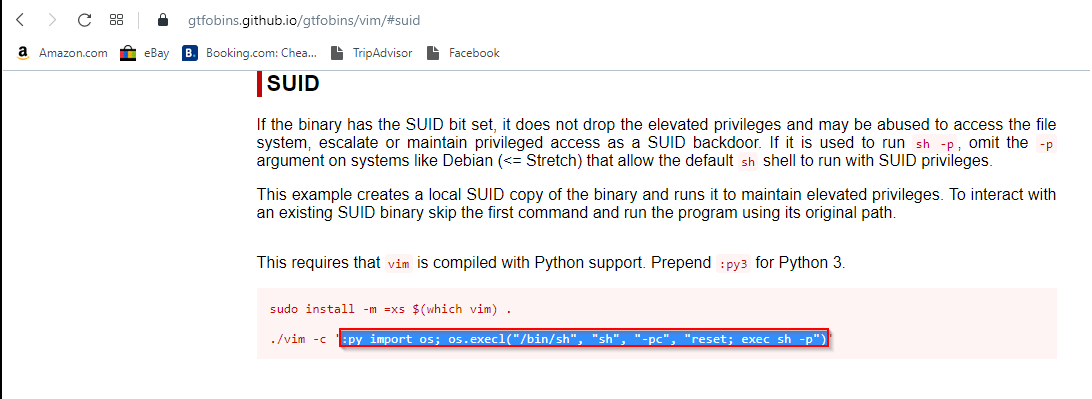 gtfobins.github.io/gtfobins/vim/#suid
a Amazon.com eBay B. Booking.com: Chea... TripAdvisor Facebook
SUID
If the binary has the SUID bit set, it does not drop the elevated privileges and may be abused to access the file
system, escalate or maintain privileged access as a SUID backdoor. If it is used to run sh -p, omit the -p
argument on systems like Debian (<= Stretch) that allow the default sh shell to run with SUID privileges.
This example creates a local SUID copy of the binary and runs it to maintain elevated privileges. To interact with
an existing SUID binary skip the first command and run the program using its original path.
This requires that vim is compiled with Python support. Prepend :py3 for Python 3.
sudo install -m =xs $(which vim) .
./vim -c ':py import os; os.execl("/bin/sh", "sh", "-pc", "reset; exec sh -p")'